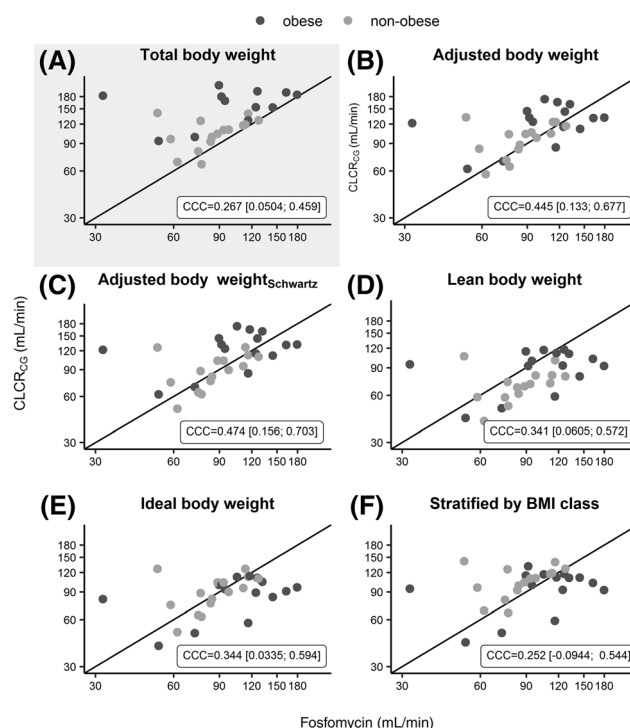 obese non-obese
(A) Total body weight
180
150
120
90
60
30
CCC=0.267 [0.0504; 0.459]
30 60 90 120 150 180
(B) Adjusted body weight
CLCR_CG (mL/min)
180
150
120
90
60
30
CCC=0.445 [0.133; 0.677]
30 60 90 120 150 180
CLCR_CG (mL/min)
(C) Adjusted body weight_Schwartz
180
150
120
90
60
30
CCC=0.474 [0.156; 0.703]
30 60 90 120 150 180
(D) Lean body weight
180
150
120
90
60
30
CCC=0.341 [0.0605; 0.572]
30 60 90 120 150 180
(E) Ideal body weight
180
150
120
90
60
30
CCC=0.344 [0.0335; 0.594]
30 60 90 120 150 180
(F) Stratified by BMI class
180
150
120
90
60
30
CCC=0.252 [-0.0944; 0.544]
30 60 90 120 150 180
Fosfomycin (mL/min)